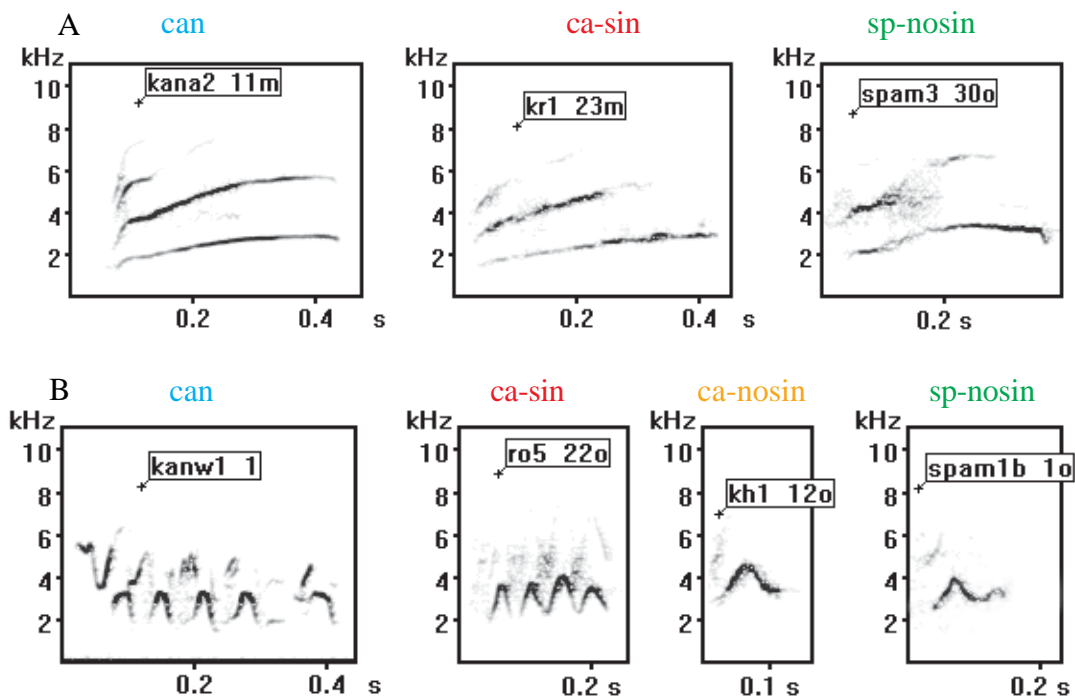 A can ca-sin sp-nosin
kHz kHz kHz
kana2 11m kr1 23m spam3 30o
10 10 10
8 8 8
6 6 6
4 4 4
2 2 2
0.2 0.4 s 0.2 0.4 s 0.2 s
B can ca-sin ca-nosin sp-nosin
kHz kHz kHz kHz
kanw1 1 ro5 22o kh1 12o spam1b 1o
10 10 10 10
8 8 8 8
6 6 6 6
4 4 4 4
2 2 2 2
0.2 0.4 s 0.2 s 0.1 s 0.2 s